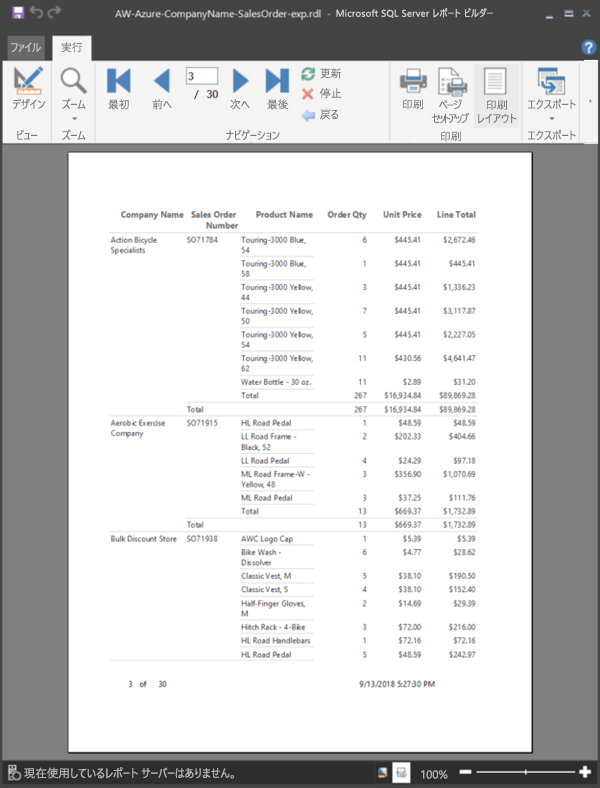 AW-Azure-CompanyName-SalesOrder-exp.rdl - Microsoft SQL Server レポート ビルダー
ファイル 実行
デザイン
ビュー
ズーム
ズーム
最初 前へ 3 / 30 次へ 最後
更新
停止
戻る
ナビゲーション
印刷 ページ セットアップ 印刷 レイアウト
印刷
エクスポート
エクスポート
Company Name Sales Order Number Product Name Order Qty Unit Price Line Total
Action Bicycle Specialists SO71784 Touring-3000 Blue, 54 6 $445.41 $2,672.46
Touring-3000 Blue, 58 1 $445.41 $445.41
Touring-3000 Yellow, 44 3 $445.41 $1,336.23
Touring-3000 Yellow, 50 7 $445.41 $3,117.87
Touring-3000 Yellow, 54 5 $445.41 $2,227.05
Touring-3000 Yellow, 62 11 $430.56 $4,641.47
Water Bottle - 30 oz. 11 $2.89 $31.20
Total 267 $16,934.84 $89,869.28
Total 267 $16,934.84 $89,869.28
Aerobic Exercise Company SO71915 HL Road Pedal 1 $48.59 $48.59
LL Road Frame - Black, 52 2 $202.33 $404.66
LL Road Pedal 4 $24.29 $97.18
ML Road Frame-W - Yellow, 48 3 $356.90 $1,070.69
ML Road Pedal 3 $37.25 $111.76
Total 13 $669.37 $1,732.89
Total 13 $669.37 $1,732.89
Bulk Discount Store SO71938 AWC Logo Cap 1 $5.39 $5.39
Bike Wash - Dissolver 6 $4.77 $28.62
Classic Vest, M 5 $38.10 $190.50
Classic Vest, S 4 $38.10 $152.40
Half-Finger Gloves, M 2 $14.69 $29.39
Hitch Rack - 4-Bike 3 $72.00 $216.00
HL Road Handlebars 1 $72.16 $72.16
HL Road Pedal 5 $48.59 $242.97
3 of 30 9/13/2018 5:27:30 PM
現在使用しているレポート サーバーはありません。 100%